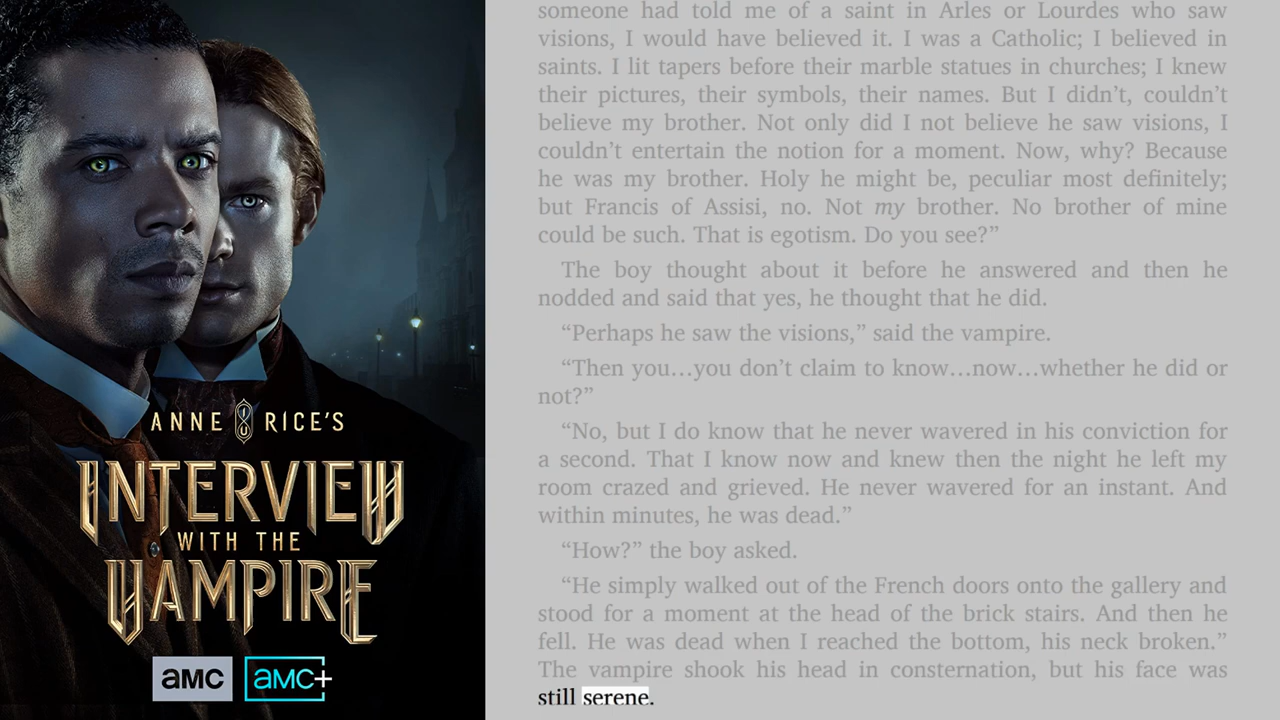 ANNE RICE'S
INTERVIEW
WITH THE
VAMPIRE
aMC
aMC+
someone had told me of a saint in Arles or Lourdes who saw
visions, I would have believed it. I was a Catholic; I believed in
saints. I lit tapers before their marble statues in churches; I knew
their pictures, their symbols, their names. But I didn’t, couldn’t
believe my brother. Not only did I not believe he saw visions, I
couldn’t entertain the notion for a moment. Now, why? Because
he was my brother. Holy he might be, peculiar most definitely;
but Francis of Assisi, no. Not my brother. No brother of mine
could be such. That is egotism. Do you see?”
The boy thought about it before he answered and then he
nodded and said that yes, he thought that he did.
“Perhaps he saw the visions,” said the vampire.
“Then you…you don’t claim to know…now…whether he did or
not?”
“No, but I do know that he never wavered in his conviction for
a second. That I know now and knew then the night he left my
room crazed and grieved. He never wavered for an instant. And
within minutes, he was dead.”
“How?” the boy asked.
“He simply walked out of the French doors onto the gallery and
stood for a moment at the head of the brick stairs. And then he
fell. He was dead when I reached the bottom, his neck broken.”
The vampire shook his head in consternation, but his face was
still serene.